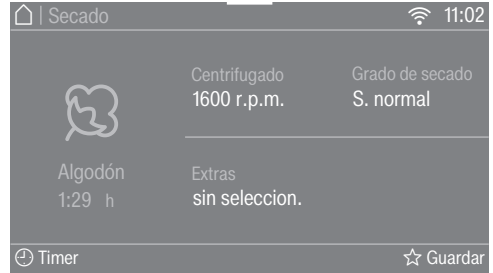 | Secado 11:02
Centrifugado Grado de secado
1600 r.p.m. S. normal
Algodón
1:29 h
Extras
sin seleccion.
Timer Guardar